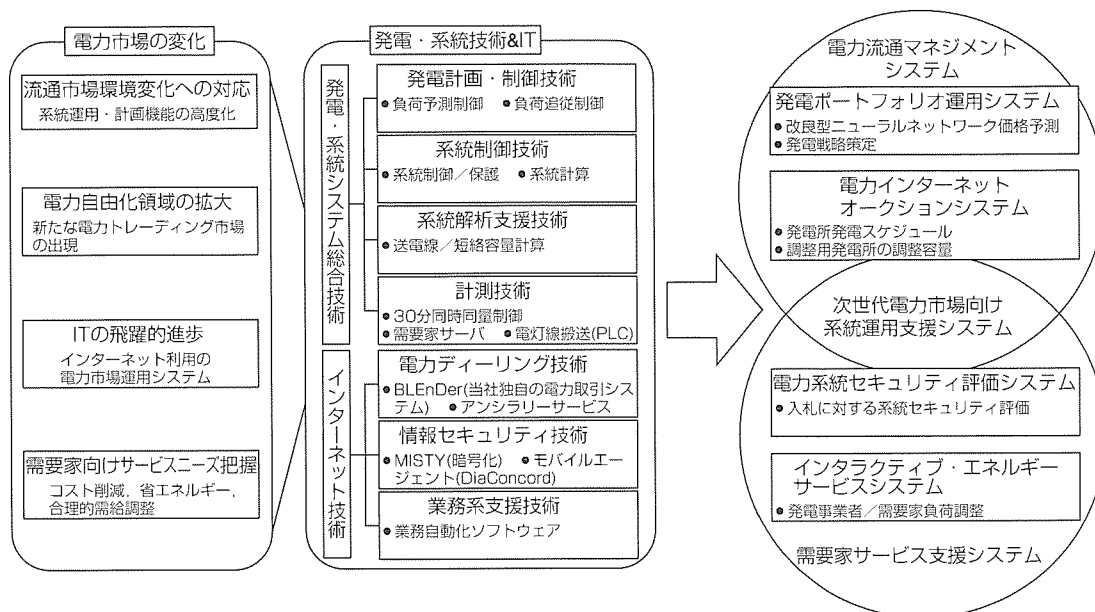 電力市場の変化
流通市場環境変化への対応
系統運用・計画機能の高度化
電力自由化領域の拡大
新たな電力トレーディング市場
の出現
ITの飛躍的進歩
インターネット利用の
電力市場運用システム
需要家向けサービスニーズ把握
コスト削減，省エネルギー，
合理的需給調整
発電・系統技術&IT
発電・系統システム総合技術
発電計画・制御技術
● 負荷予測制御 ● 負荷追従制御
系統制御技術
● 系統制御／保護 ● 系統計算
系統解析支援技術
● 送電線／短絡容量計算
計測技術
● 30分同時同量制御
● 需要家サーバ ● 電灯線搬送(PLC)
インターネット技術
電力ディーリング技術
● BLEnDer(当社独自の電力取引シス
テム) ● アンシラリーサービス
情報セキュリティ技術
● MISTY(暗号化) ● モバイルエー
ジェント(DiaConcord)
業務系支援技術
● 業務自動化ソフトウェア
電力流通マネジメント
システム
発電ポートフォリオ運用システム
● 改良型ニューラルネットワーク価格予測
● 発電戦略策定
電力インターネット
オークションシステム
● 発電所発電スケジュール
● 調整用発電所の調整容量
次世代電力市場向け
系統運用支援システム
電力系統セキュリティ評価システム
● 入札に対する系統セキュリティ評価
インタラクティブ・エネルギー
サービスシステム
● 発電事業者／需要家負荷調整
需要家サービス支援システム